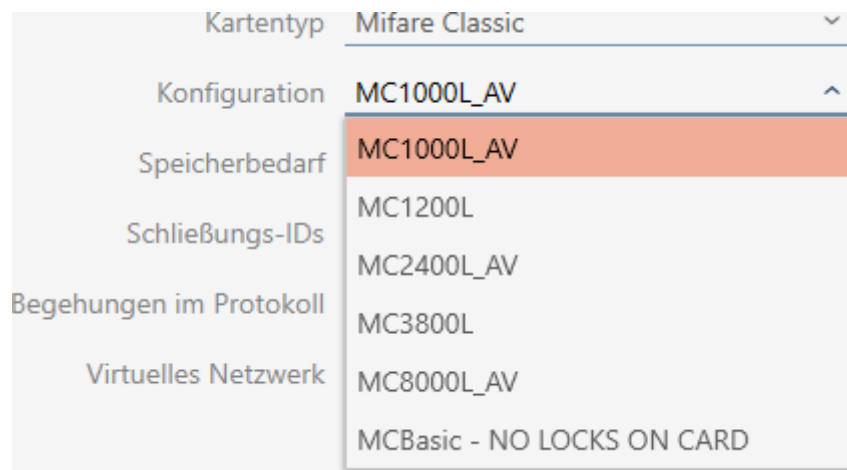 Kartentyp Mifare Classic
Konfiguration MC1000L_AV
Speicherbedarf MC1000L_AV
MC1200L
Schließungs-IDs
MC2400L_AV
Begehungen im Protokoll
MC3800L
Virtuelles Netzwerk MC8000L_AV
MCBasic - NO LOCKS ON CARD